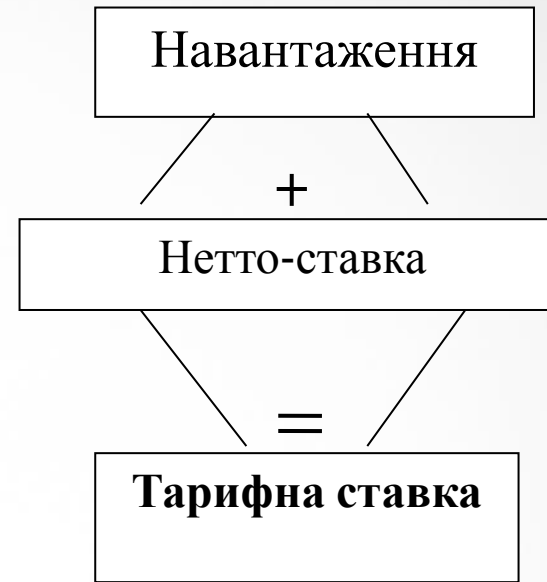 Навантаження
+
Нетто-ставка
=
Тарифна ставка